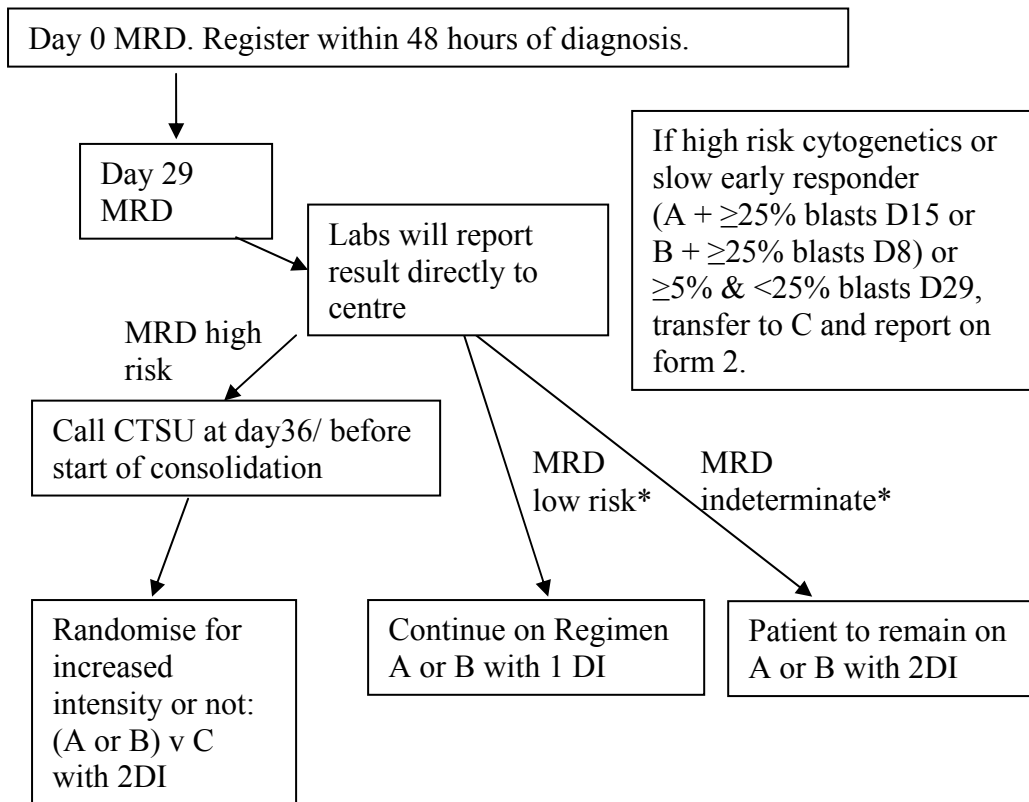 Day 0 MRD. Register within 48 hours of diagnosis.
Day 29
MRD
If high risk cytogenetics or
slow early responder
(A + ≥25% blasts D15 or
B + ≥25% blasts D8) or
≥5% & <25% blasts D29,
transfer to C and report on
form 2.
Labs will report
result directly to
centre
MRD high
risk
Call CTSU at day36/ before
start of consolidation
MRD
low risk*
MRD
indeterminate*
Randomise for
increased
intensity or not:
(A or B) v C
with 2DI
Continue on Regimen
A or B with 1 DI
Patient to remain on
A or B with 2DI